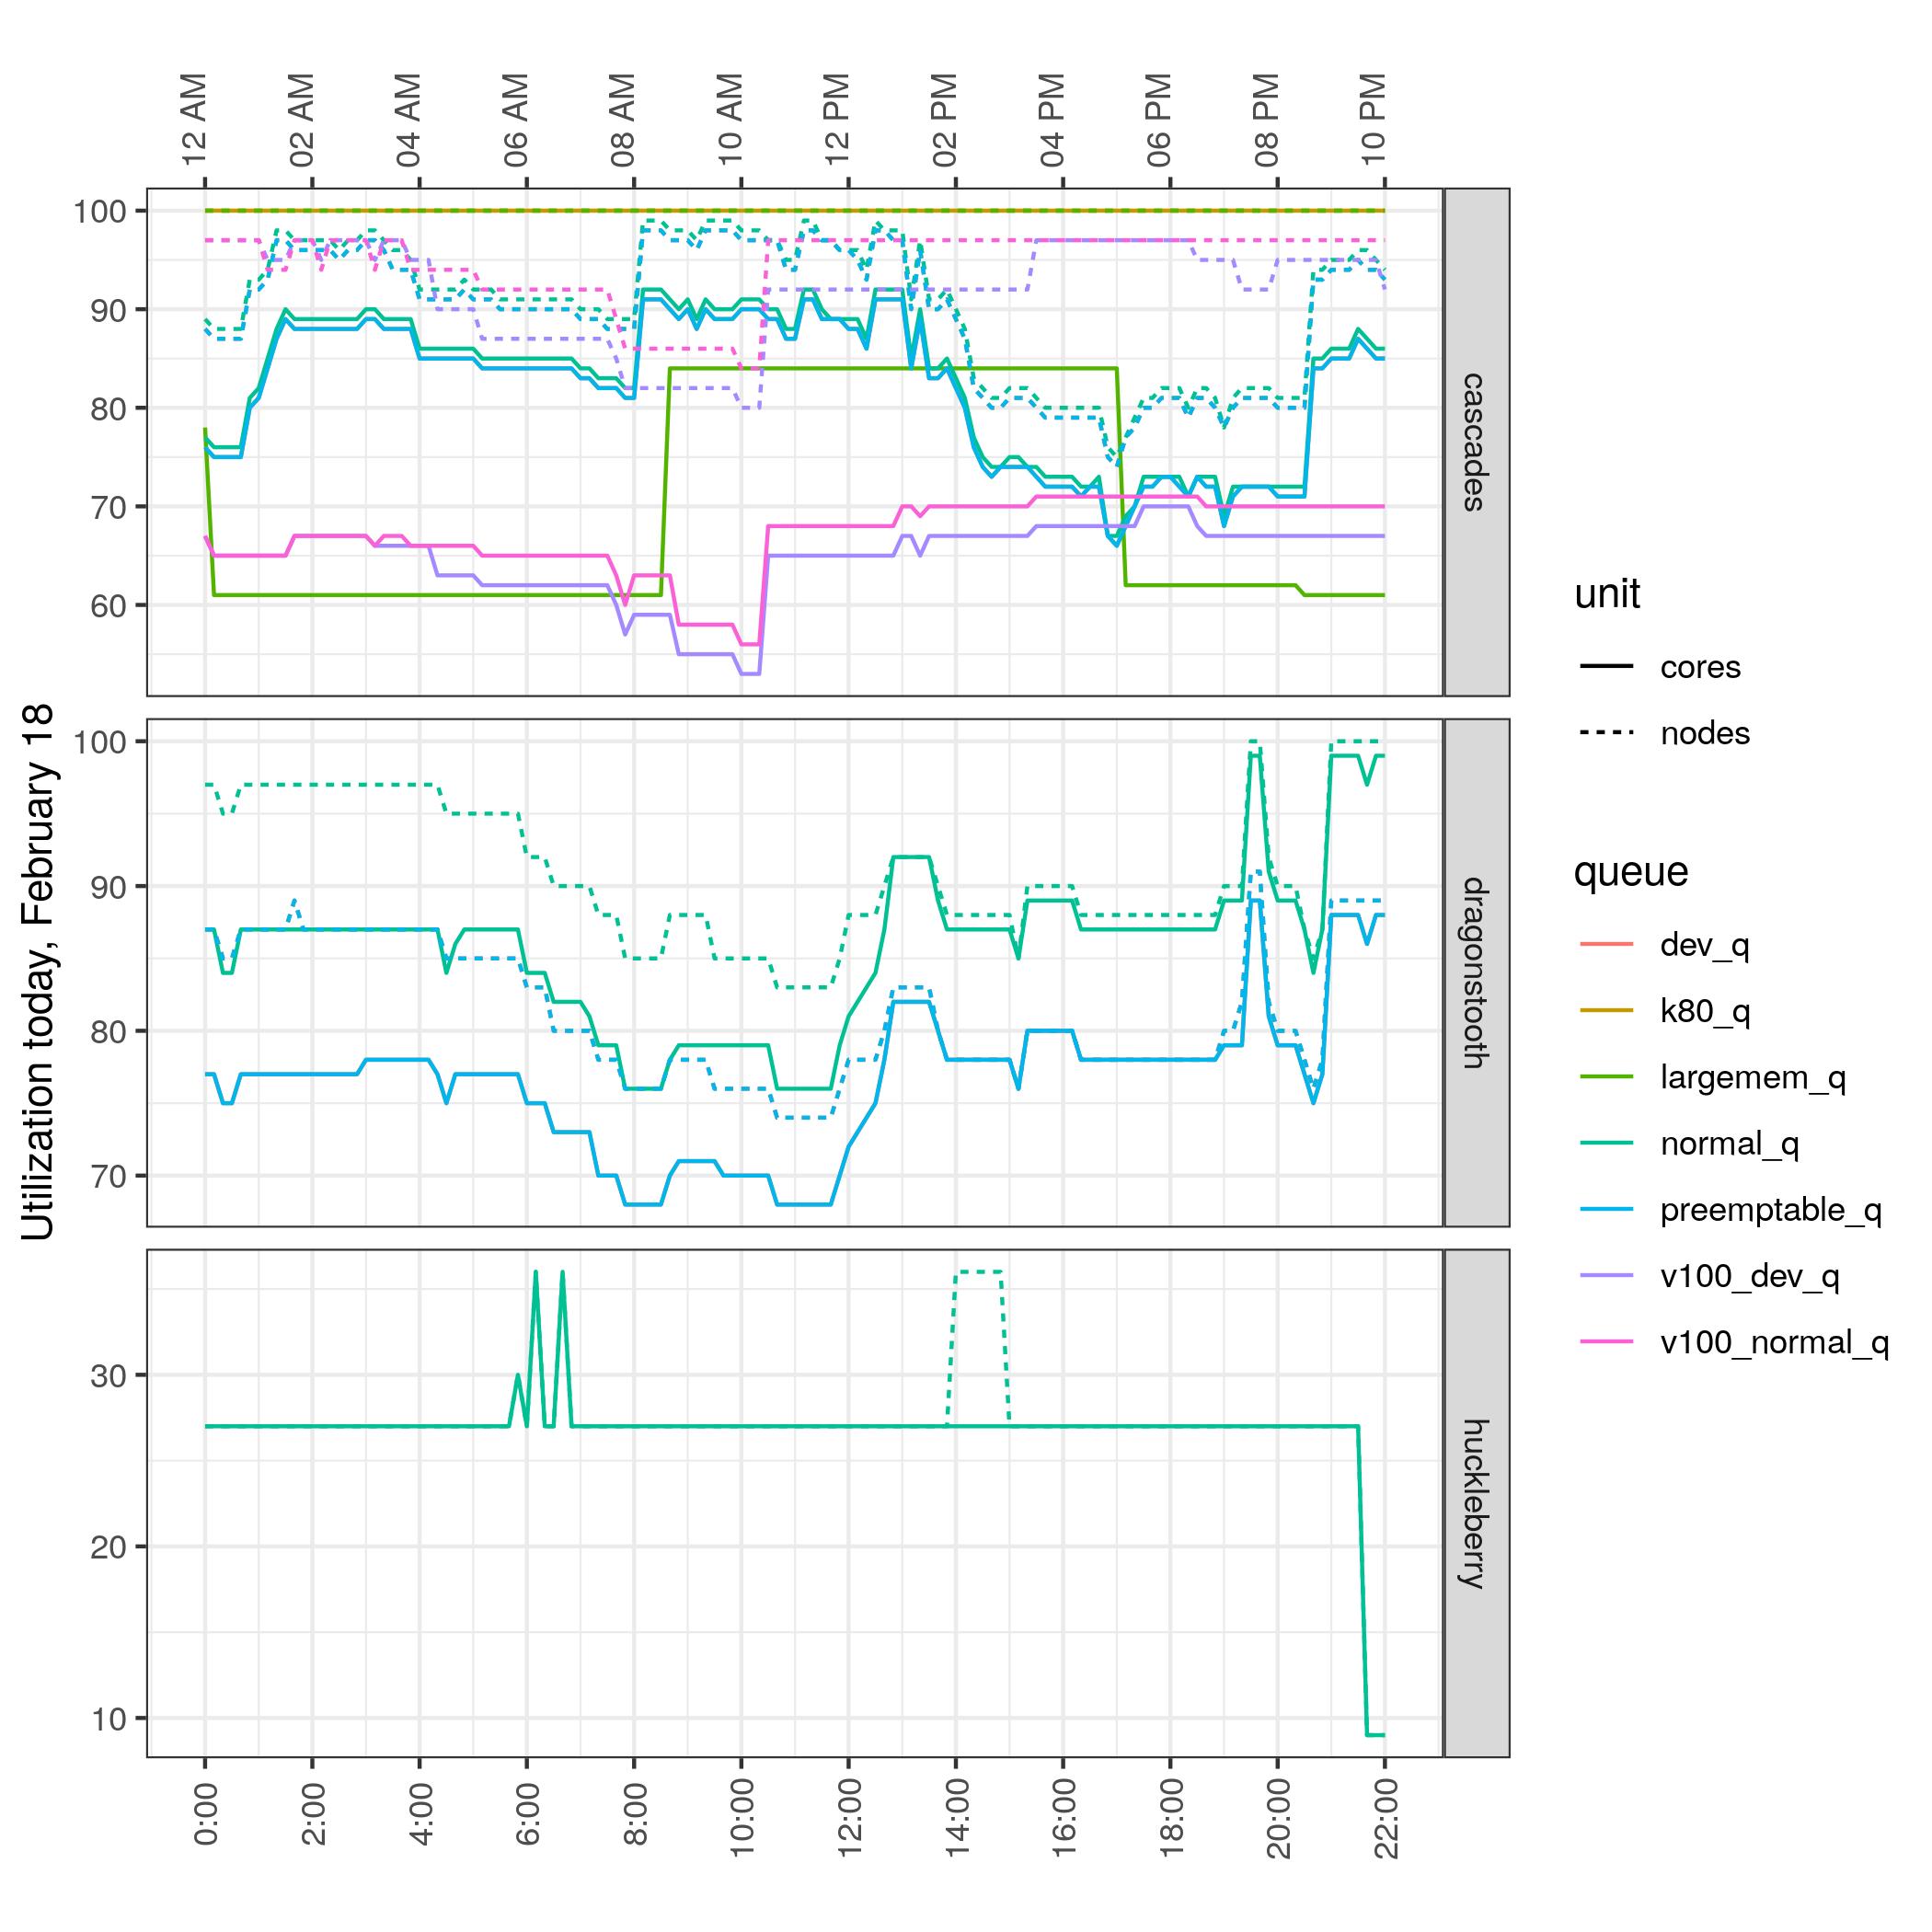 12 AM
02 AM
04 AM
06 AM
08 AM
10 AM
12 PM
02 PM
04 PM
06 PM
08 PM
10 PM
Utilization today, February 18
100
90
80
70
60
cascades
100
90
80
70
dragonstooth
30
20
10
huckleberry
0:00
2:00
4:00
6:00
8:00
10:00
12:00
14:00
16:00
18:00
20:00
22:00
unit
cores
nodes
queue
dev_q
k80_q
largemem_q
normal_q
preemptable_q
v100_dev_q
v100_normal_q